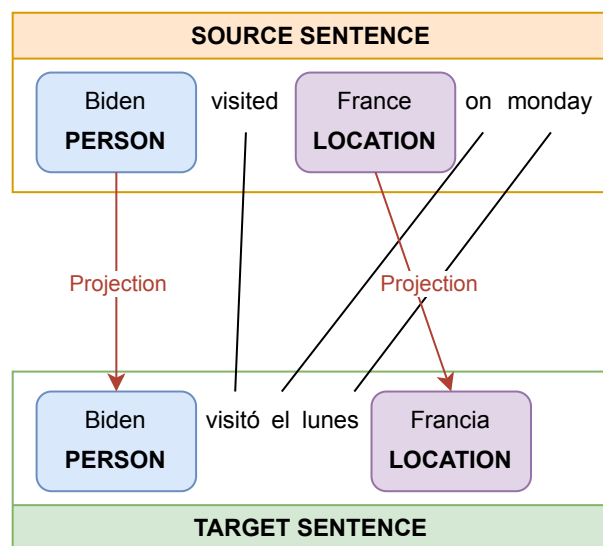 SOURCE SENTENCE
Biden visited France on monday
PERSON LOCATION
Projection Projection
Biden visitó el lunes Francia
PERSON LOCATION
TARGET SENTENCE